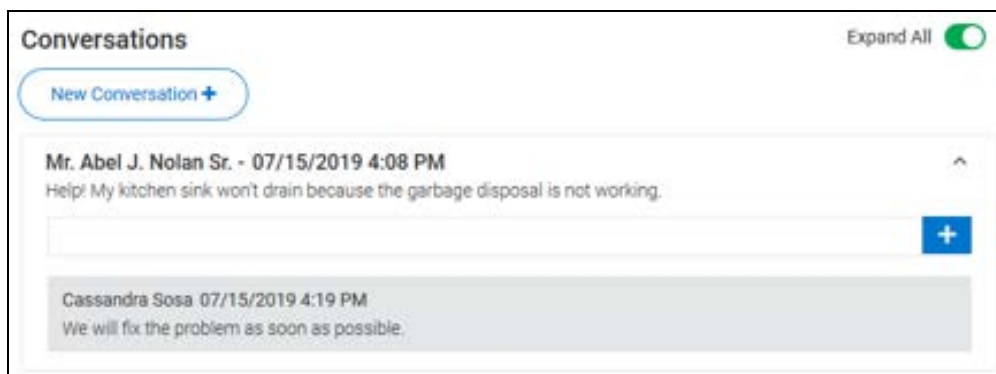 Conversations
Expand All
New Conversation +
Mr. Abel J. Nolan Sr. - 07/15/2019 4:08 PM
Help! My kitchen sink won't drain because the garbage disposal is not working.
+
Cassandra Sosa 07/15/2019 4:19 PM
We will fix the problem as soon as possible.